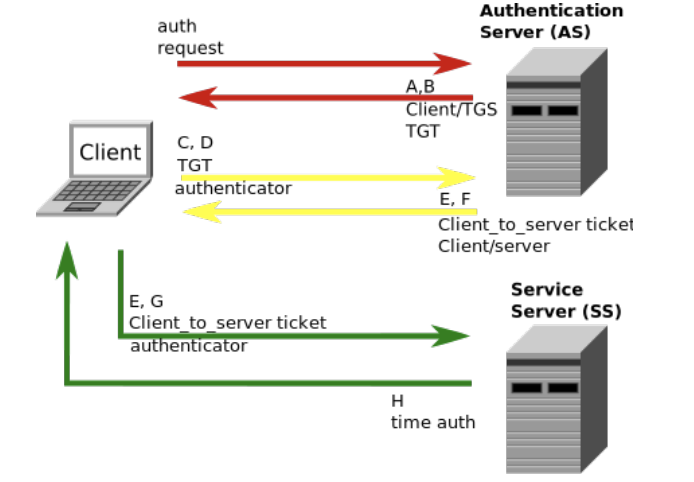 Authentication
Server (AS)
auth
request
A,B
Client/TGS
TGT
Client
C, D
TGT
authenticator
E, F
Client_to_server ticket
Client/server
Service
Server (SS)
E, G
Client_to_server ticket
authenticator
H
time auth